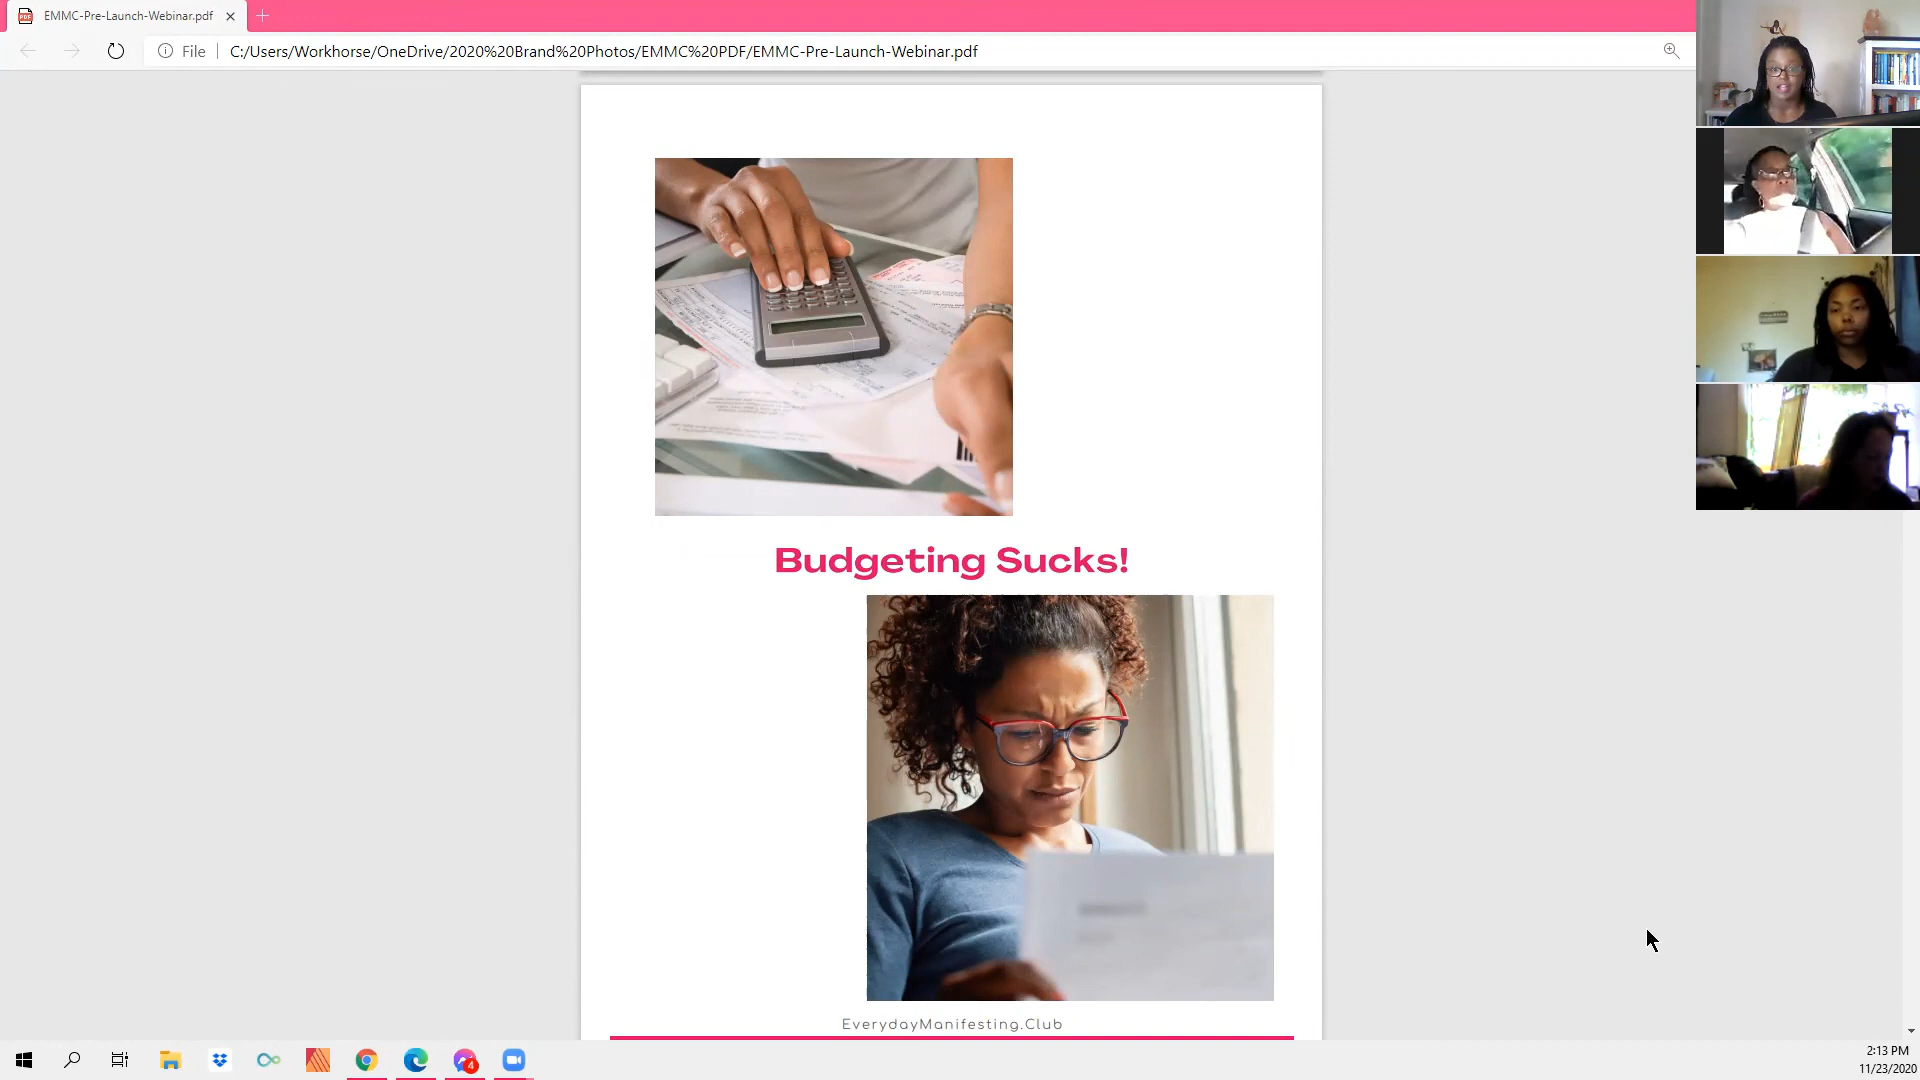 EMMC-Pre-Launch-Webinar.pdf
File
C:/Users/Workhorse/OneDrive/2020%20Brand%20Photos/EMMC%20PDF/EMMC-Pre-Launch-Webinar.pdf
Budgeting Sucks!
EverydayManifesting.Club
4
2:13 PM
11/23/2020